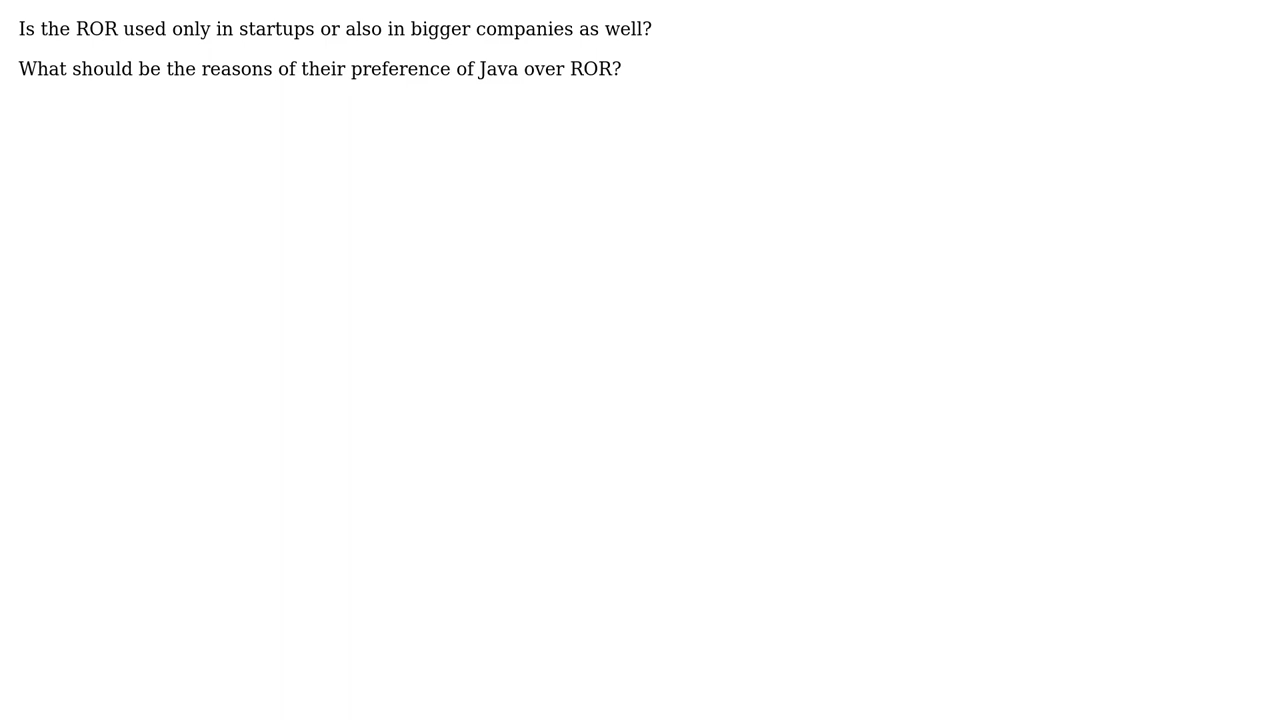 Is the ROR used only in startups or also in bigger companies as well?
What should be the reasons of their preference of Java over ROR?